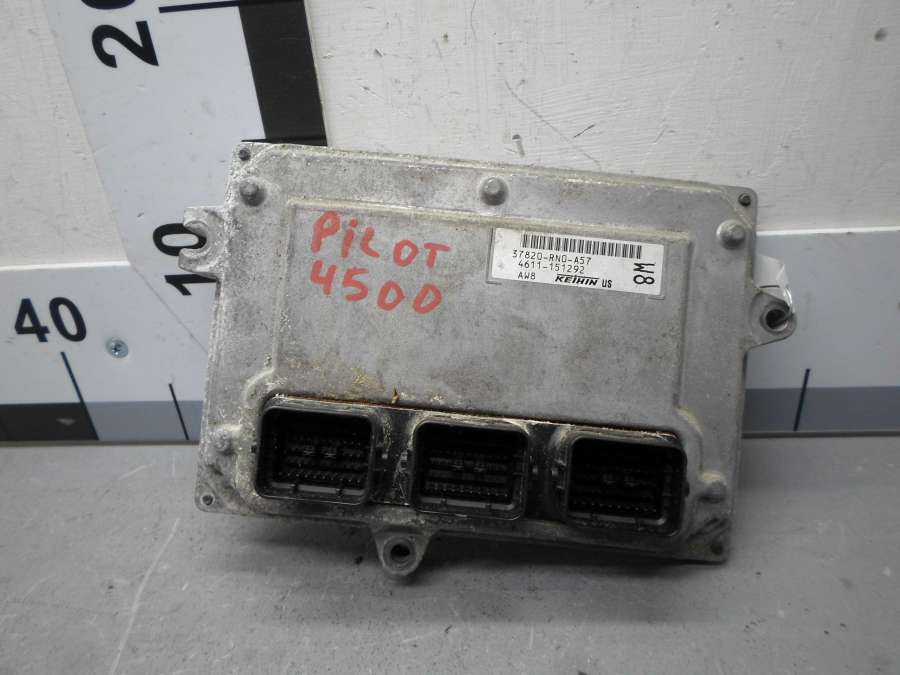 20
10
40
PiLOT
4500
37820-RN0-A57
4611-151292
AW8 KEIHIN US
8M